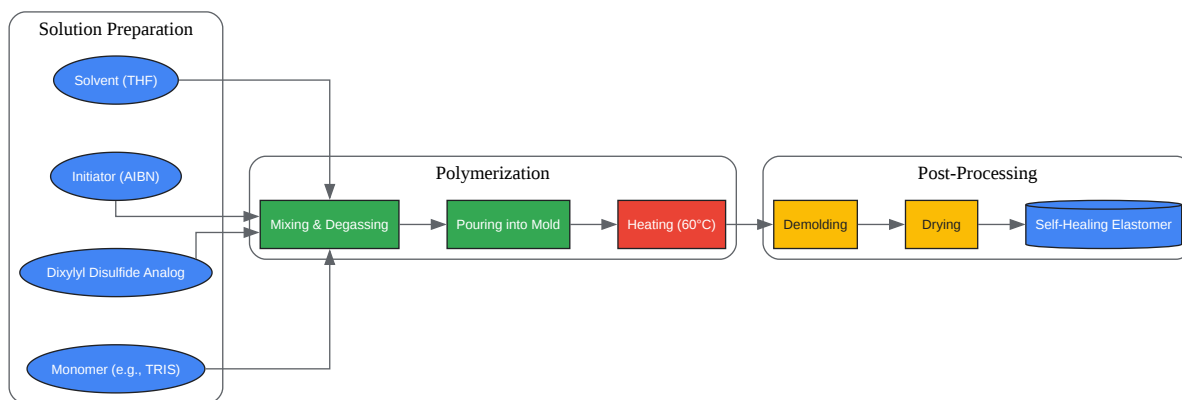 Solution Preparation
Solvent (THF)
Initiator (AIBN)
Dixylyl Disulfide Analog
Monomer (e.g., TRIS)
Polymerization
Mixing & Degassing
Pouring into Mold
Heating (60°C)
Post-Processing
Demolding
Drying
Self-Healing Elastomer